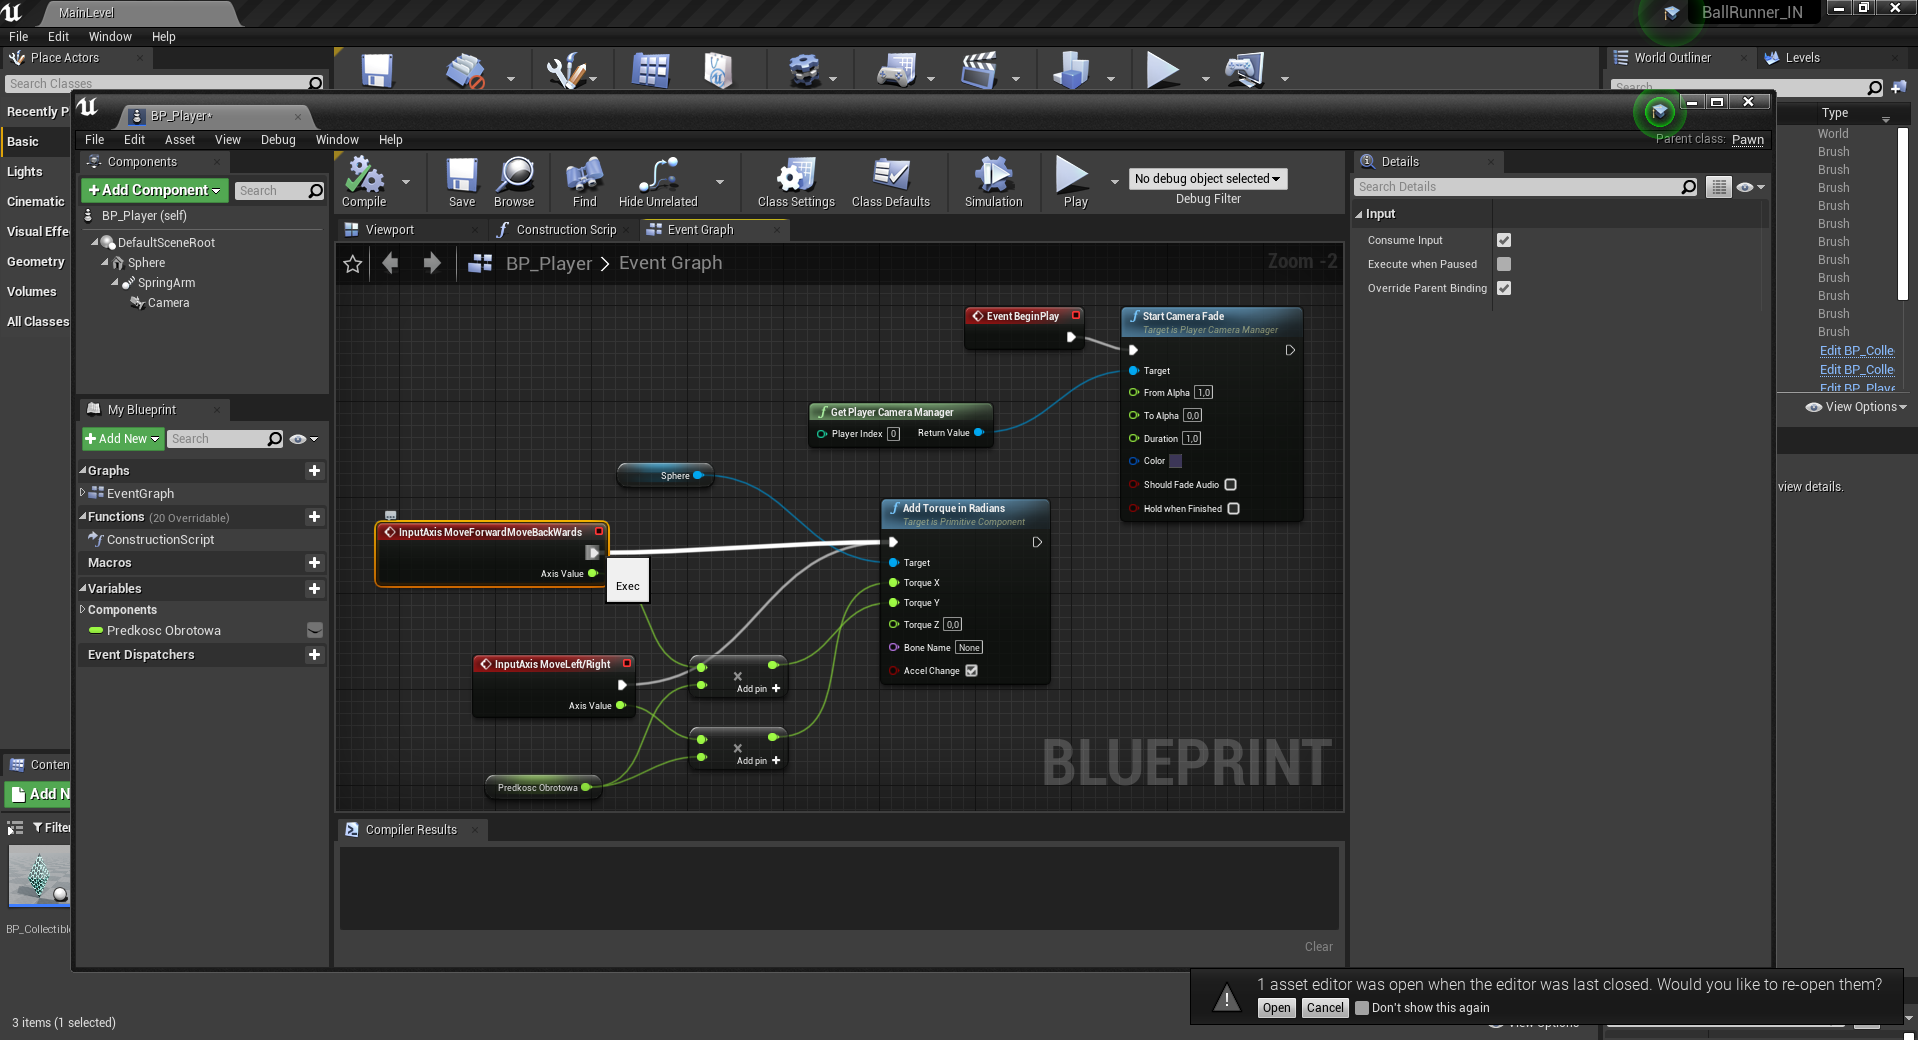 MainLevel
BallRunner_IN
File Edit Window Help
Place Actors
World Outliner
Levels
Search Classes
Search
Recently P
Basic
Lights
Cinematic
Visual Effe
Geometry
Volumes
All Classes
Type
World
Brush
Brush
Brush
Brush
Brush
Brush
Brush
Brush
Brush
Brush
Brush
Edit BP_Colle
Edit BP_Colle
Edit BP_Playe
View Options
view details.
BP_Player*
Parent class: Pawn
File Edit Asset View Debug Window Help
Components
+Add Component
Search
BP_Player (self)
DefaultSceneRoot
Sphere
SpringArm
Camera
Compile
Save
Browse
Find
Hide Unrelated
Class Settings
Class Defaults
Simulation
Play
No debug object selected
Debug Filter
Viewport
Construction Scrip
Event Graph
BP_Player > Event Graph
Zoom -2
My Blueprint
+Add New
Search
Graphs
EventGraph
Functions (20 Overridable)
ConstructionScript
Macros
Variables
Components
Predkosc Obrotowa
Event Dispatchers
Event BeginPlay
Start Camera Fade
Target is Player Camera Manager
Target
From Alpha 1,0
To Alpha 0,0
Duration 1,0
Color
Should Fade Audio
Hold when Finished
Get Player Camera Manager
Player Index 0
Return Value
Sphere
InputAxis MoveForwardMoveBackWards
Axis Value
Exec
Add Torque in Radians
Target is Primitive Component
Target
Torque X
Torque Y
Torque Z 0,0
Bone Name None
Accel Change
InputAxis MoveLeft/Right
Axis Value
Add pin +
Add pin +
Predkosc Obrotowa
BLUEPRINT
Compiler Results
Clear
Details
Search Details
Input
Consume Input
Execute when Paused
Override Parent Binding
Conten
Add N
Filte
BP_Collectibl
3 items (1 selected)
1 asset editor was open when the editor was last closed. Would you like to re-open them?
Open
Cancel
Don't show this again
View Options